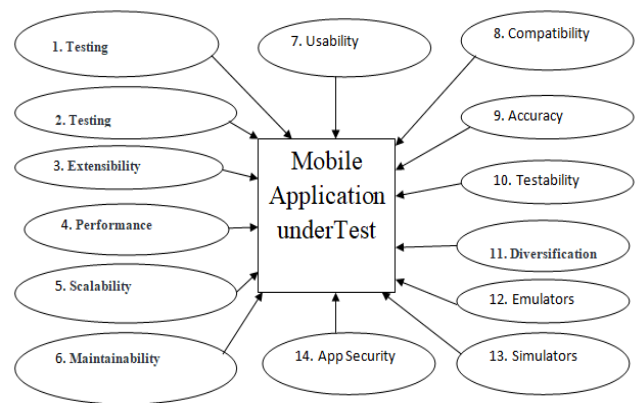 1. Testing
2. Testing
3. Extensibility
4. Performance
5. Scalability
6. Maintainability
7. Usability
Mobile
Application
underTest
14. App Security
8. Compatibility
9. Accuracy
10. Testability
11. Diversification
12. Emulators
13. Simulators